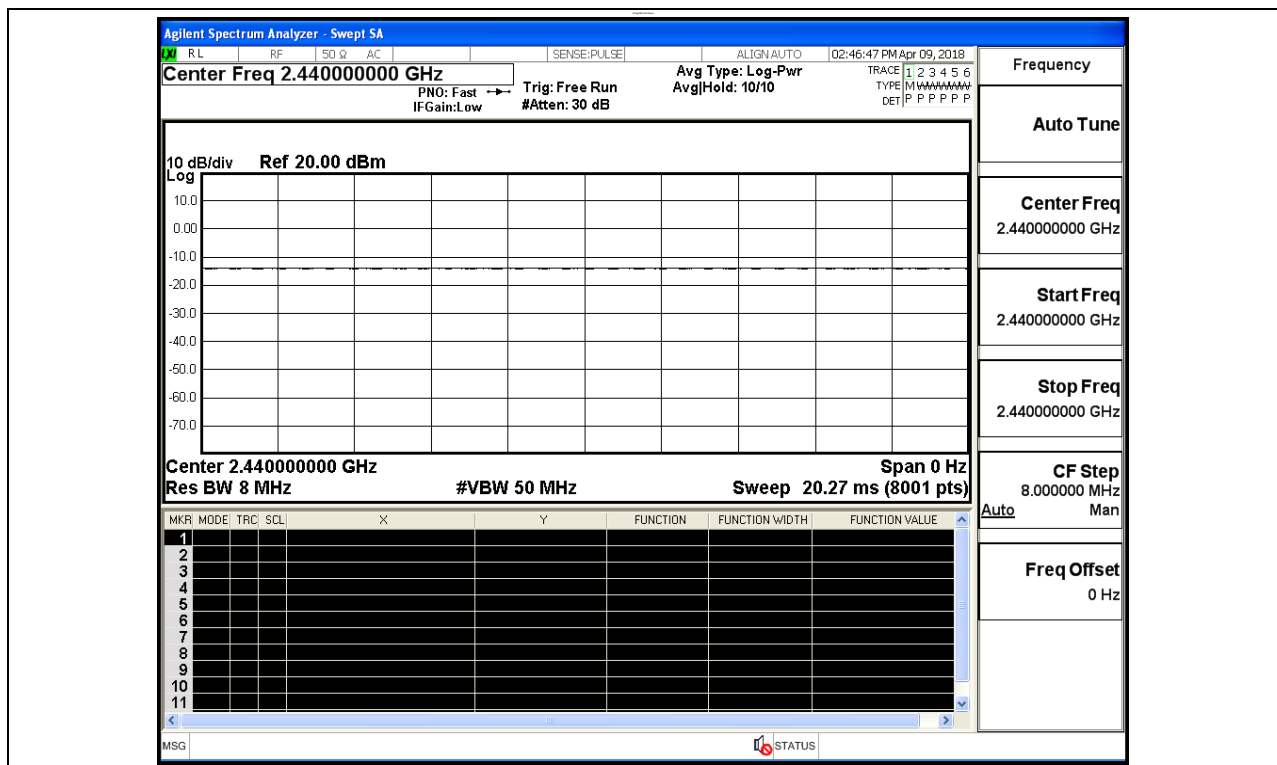 Agilent Spectrum Analyzer - Swept SA
LXI RL RF 50 Ω AC SENSE:PULSE ALIGN AUTO 02:46:47 PM Apr 09, 2018
Center Freq 2.440000000 GHz
PNO: Fast
IFGain:Low
Trig: Free Run
#Atten: 30 dB
Avg Type: Log-Pwr
Avg|Hold: 10/10
TRACE 1 2 3 4 5 6
TYPE M WWWWW
DET P P P P P P
10 dB/div Ref 20.00 dBm
Log
10.0
0.00
-10.0
-20.0
-30.0
-40.0
-50.0
-60.0
-70.0
Center 2.440000000 GHz Span 0 Hz
Res BW 8 MHz #VBW 50 MHz Sweep 20.27 ms (8001 pts)
MKR MODE TRC SCL X Y FUNCTION FUNCTION WIDTH FUNCTION VALUE
1
2
3
4
5
6
7
8
9
10
11
MSG STATUS
Frequency
Auto Tune
Center Freq
2.440000000 GHz
Start Freq
2.440000000 GHz
Stop Freq
2.440000000 GHz
CF Step
8.000000 MHz
Auto Man
Freq Offset
0 Hz